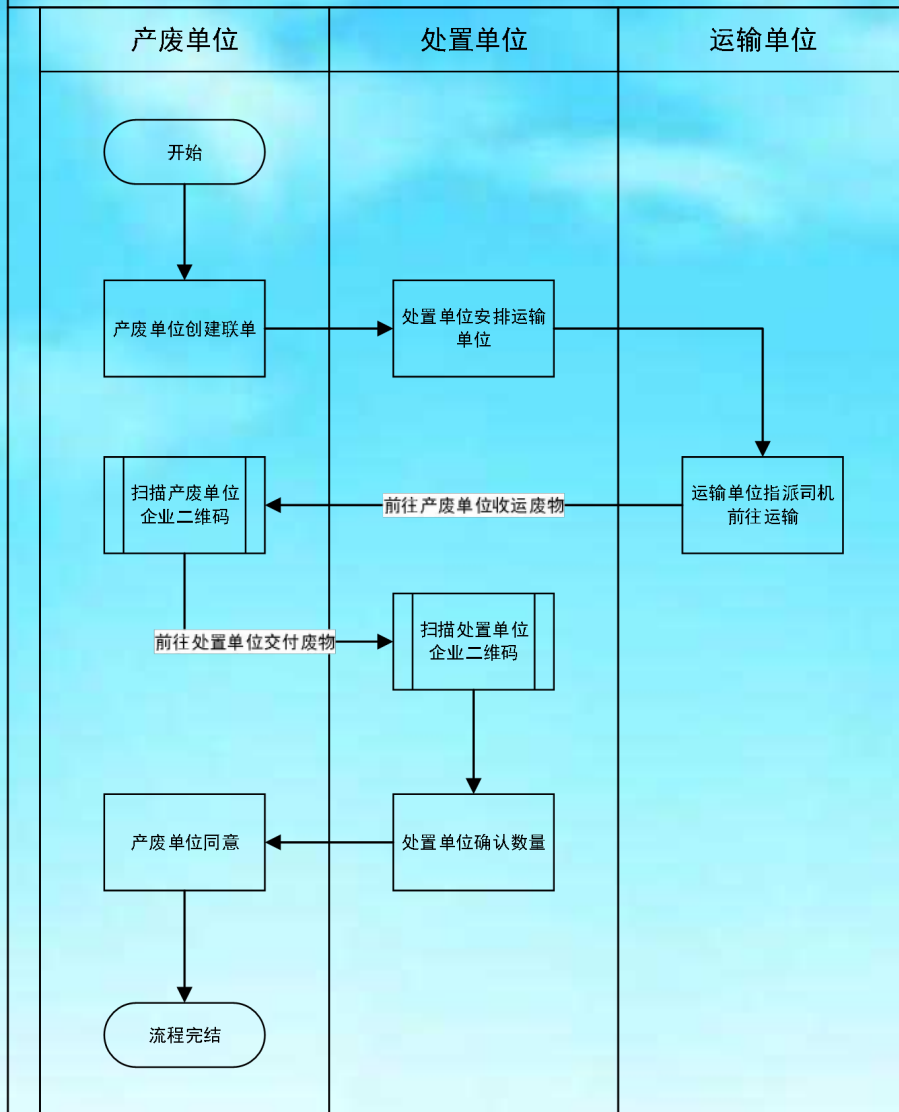 产废单位
处置单位
运输单位
开始
产废单位创建联单
处置单位安排运输
单位
运输单位指派司机
前往运输
前往产废单位收运废物
扫描产废单位
企业二维码
前往处置单位交付废物
扫描处置单位
企业二维码
处置单位确认数量
产废单位同意
流程完结